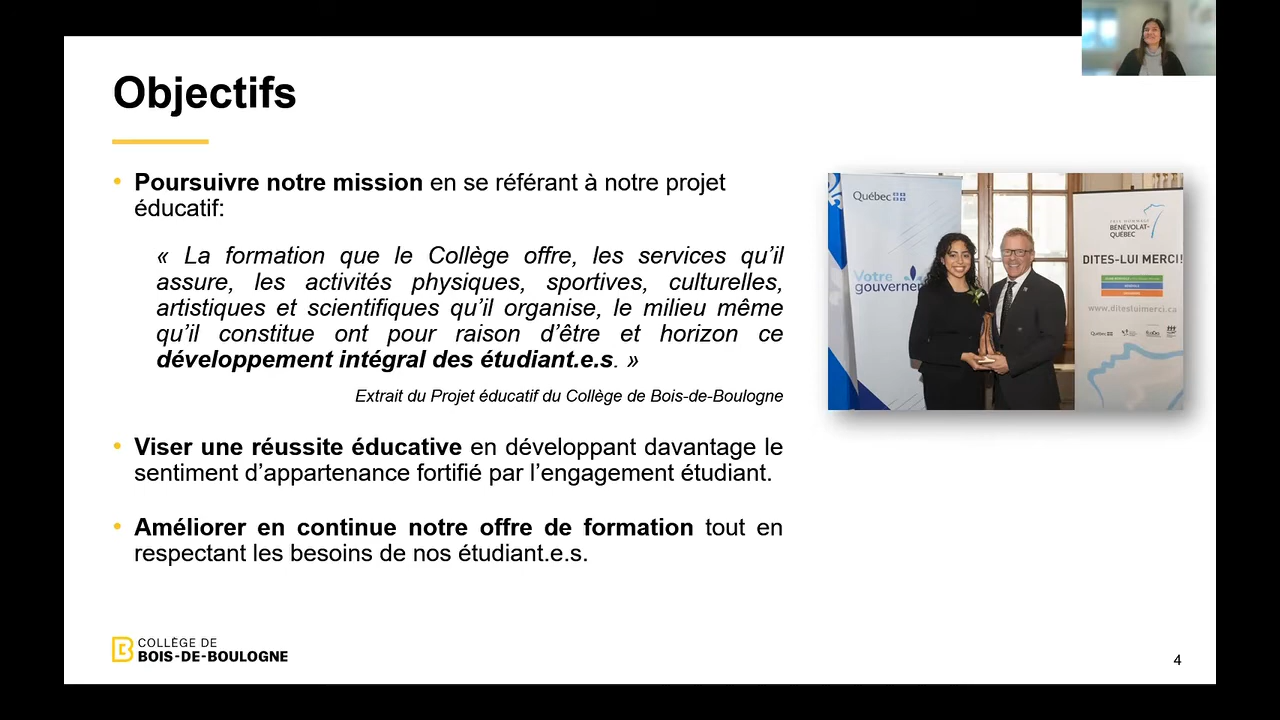 Objectifs
• Poursuivre notre mission en se référant à notre projet
éducatif:
« La formation que le Collège offre, les services qu’il
assure, les activités physiques, sportives, culturelles,
artistiques et scientifiques qu’il organise, le milieu même
qu’il constitue ont pour raison d’être et horizon ce
développement intégral des étudiant.e.s. »
Extrait du Projet éducatif du Collège de Bois-de-Boulogne
• Viser une réussite éducative en développant davantage le
sentiment d’appartenance fortifié par l’engagement étudiant.
• Améliorer en continue notre offre de formation tout en
respectant les besoins de nos étudiant.e.s.
Québec
Votre
gouvernem
PRIX HOMMAGE
BÉNÉVOLAT-
QUÉBEC
DITES-LUI MERCI!
www.ditesluimerci.ca
Québec
COLLÈGE DE
BOIS-DE-BOULOGNE
4